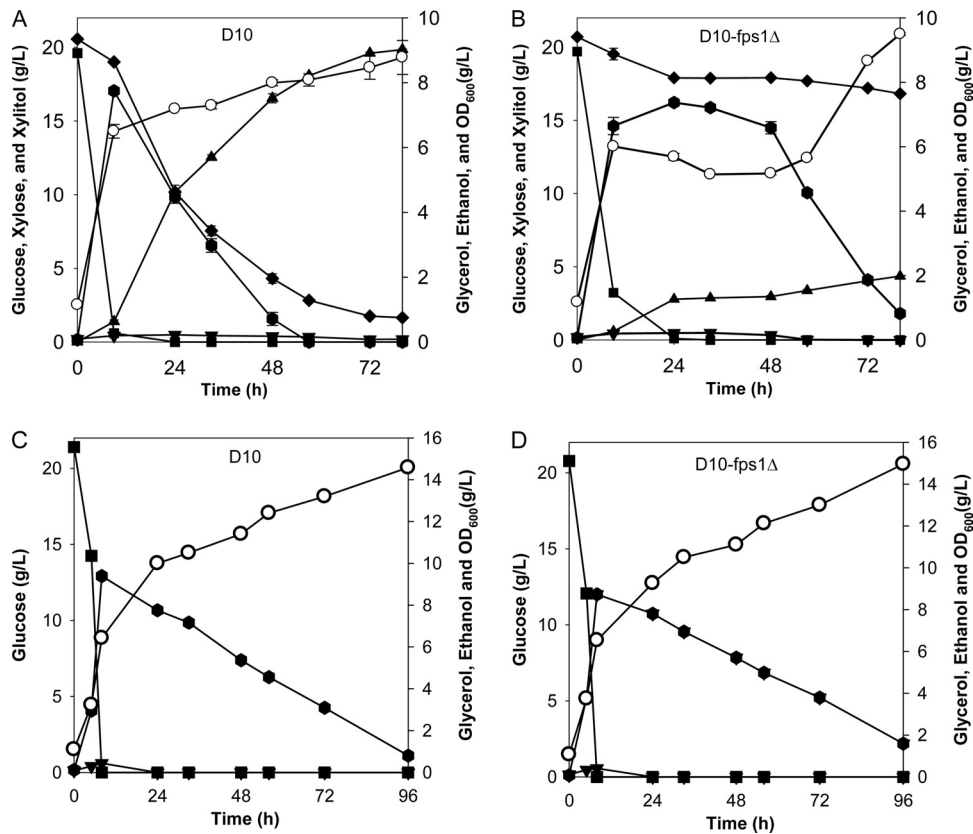 A
D10
Glucose, Xylose, and Xylitol (g/L)
20
15
10
5
0
10
8
6
4
2
0
Glycerol, Ethanol, and OD600(g/L)
0 24 48 72
Time (h)
B
D10-fps1Δ
Glucose, Xylose, and Xylitol (g/L)
20
15
10
5
0
10
8
6
4
2
0
Glycerol, Ethanol, and OD600(g/L)
0 24 48 72
Time (h)
C
D10
Glucose (g/L)
20
15
10
5
0
16
14
12
10
8
6
4
2
0
Glycerol, Ethanol and OD600(g/L)
0 24 48 72 96
Time (h)
D
D10-fps1Δ
Glucose (g/L)
20
15
10
5
0
16
14
12
10
8
6
4
2
0
Glycerol, Ethanol and OD600(g/L)
0 24 48 72 96
Time (h)